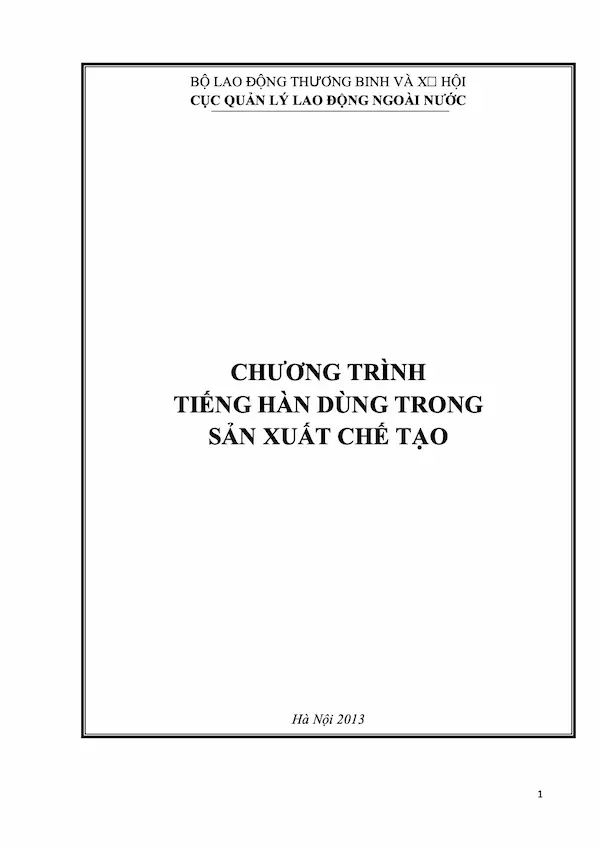 BỘ LAO ĐỘNG THƯƠNG BINH VÀ X□ HỘI
CỤC QUẢN LÝ LAO ĐỘNG NGOÀI NƯỚC
CHƯƠNG TRÌNH
TIẾNG HÀN DÙNG TRONG
SẢN XUẤT CHẾ TẠO
Hà Nội 2013
1